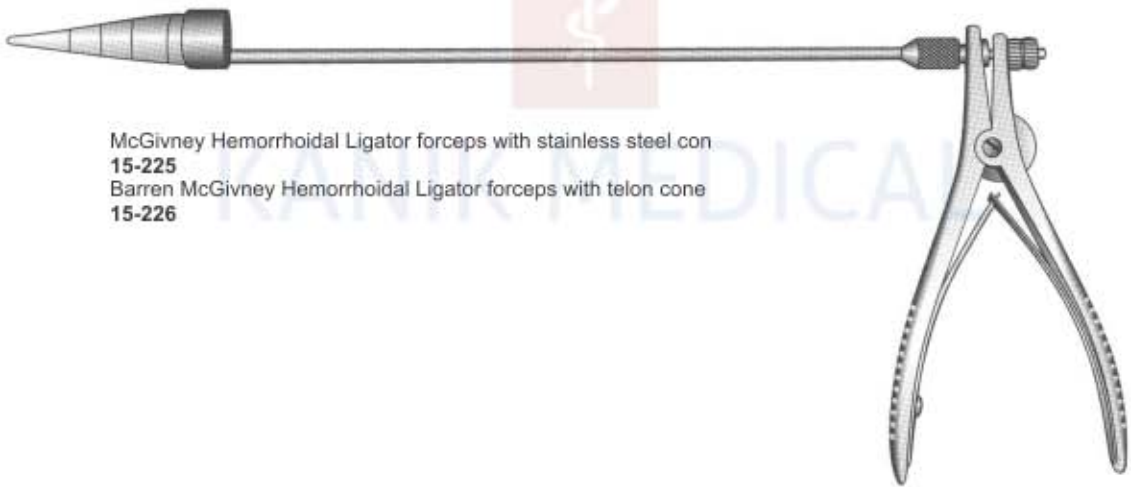 McGivney Hemorrhoidal Ligator forceps with stainless steel con
15-225
Barren McGivney Hemorrhoidal Ligator forceps with telon cone
15-226
KANIK MEDICAL